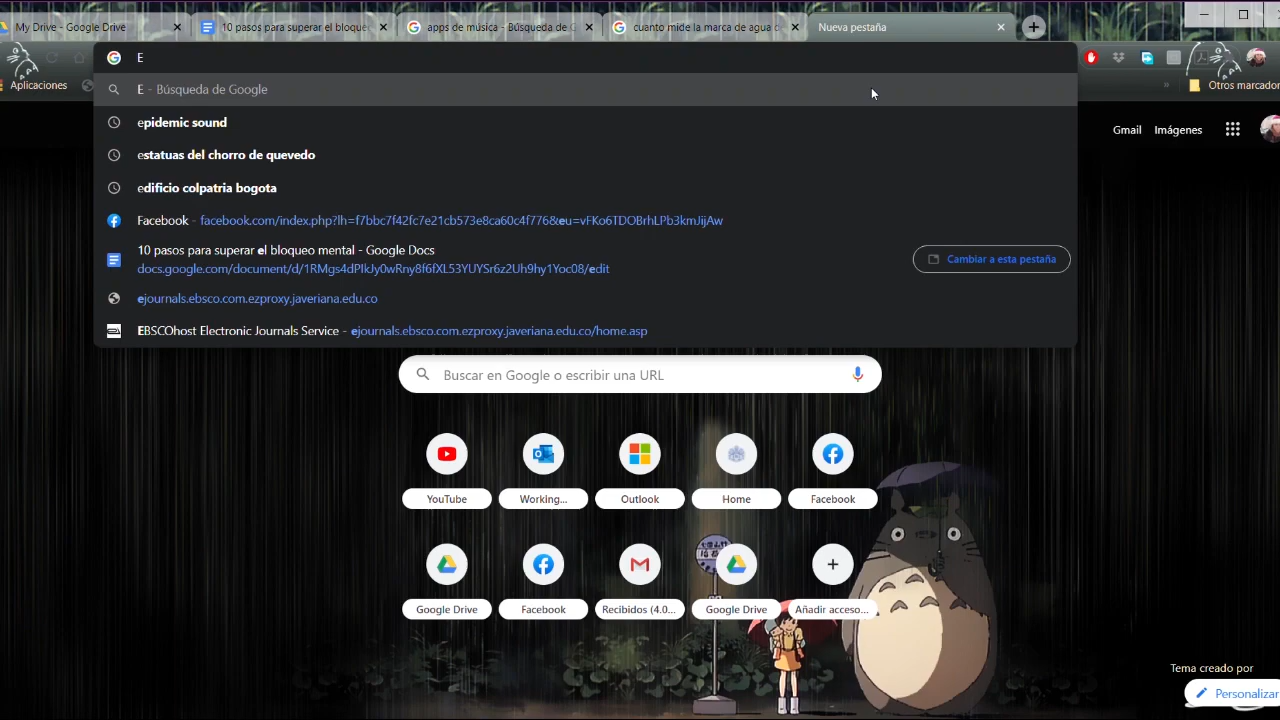 My Drive - Google Drive
10 pasos para superar el bloque
apps de música - Búsqueda de G
cuanto mide la marca de agua d
Nueva pestaña
E
Aplicaciones
Otros marcador
E - Búsqueda de Google
epidemic sound
estatuas del chorro de quevedo
edificio colpatria bogota
Facebook - facebook.com/index.php?lh=f7bbc7f42fc7e21cb573e8ca60c4f776&eu=vFKo6TDOBrhLPb3kmJijAw
10 pasos para superar el bloqueo mental - Google Docs
docs.google.com/document/d/1RMgs4dPIkJy0wRny8f6fXL53YUYSr6z2Uh9hy1Yoc08/edit
Cambiar a esta pestaña
ejournals.ebsco.com.ezproxy.javeriana.edu.co
EBSCOhost Electronic Journals Service - ejournals.ebsco.com.ezproxy.javeriana.edu.co/home.asp
Gmail
Imágenes
Buscar en Google o escribir una URL
YouTube
Working...
Outlook
Home
Facebook
Google Drive
Facebook
Recibidos (4.0...
Google Drive
Añadir acceso...
Tema creado por
Personalizar